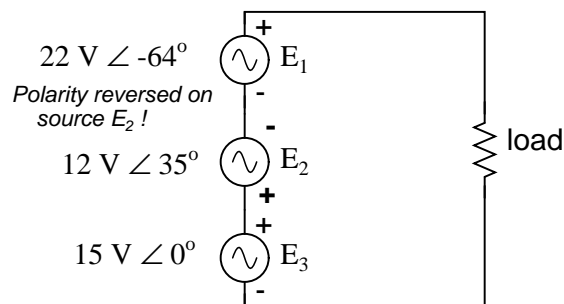 +
22 V ∠ -64° E₁
Polarity reversed on
-
source E₂ !
-
12 V ∠ 35° E₂
load
+
+
15 V ∠ 0° E₃
-